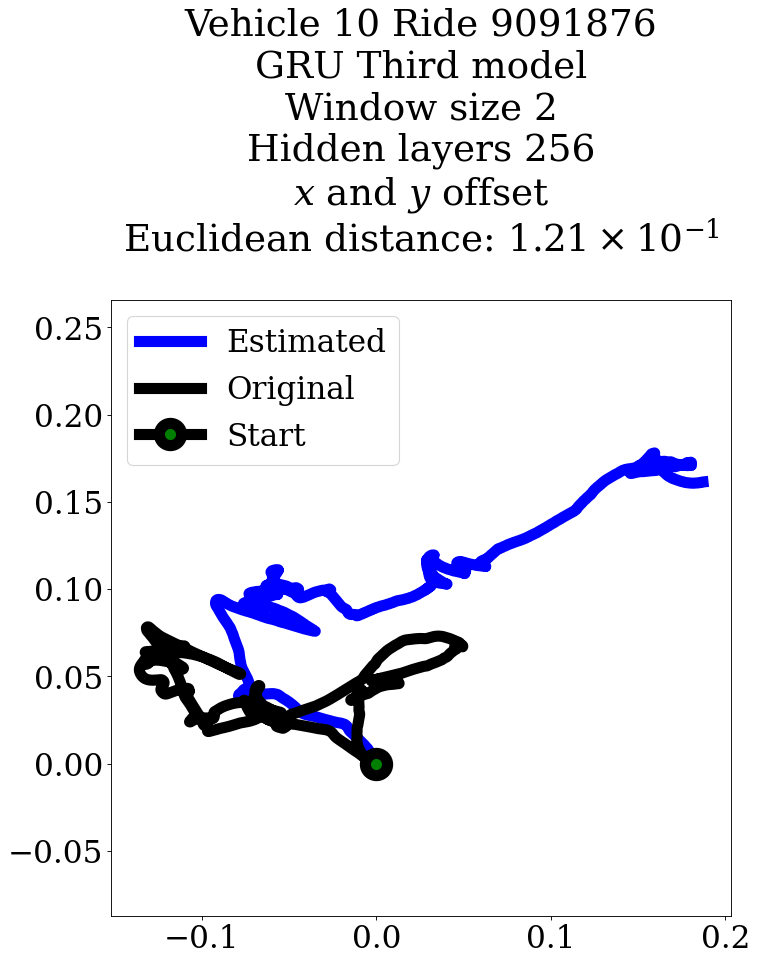 Vehicle 10 Ride 9091876
GRU Third model
Window size 2
Hidden layers 256
x and y offset
Euclidean distance: 1.21 × 10⁻¹
Estimated
Original
Start
0.25
0.20
0.15
0.10
0.05
0.00
−0.05
−0.1
0.0
0.1
0.2